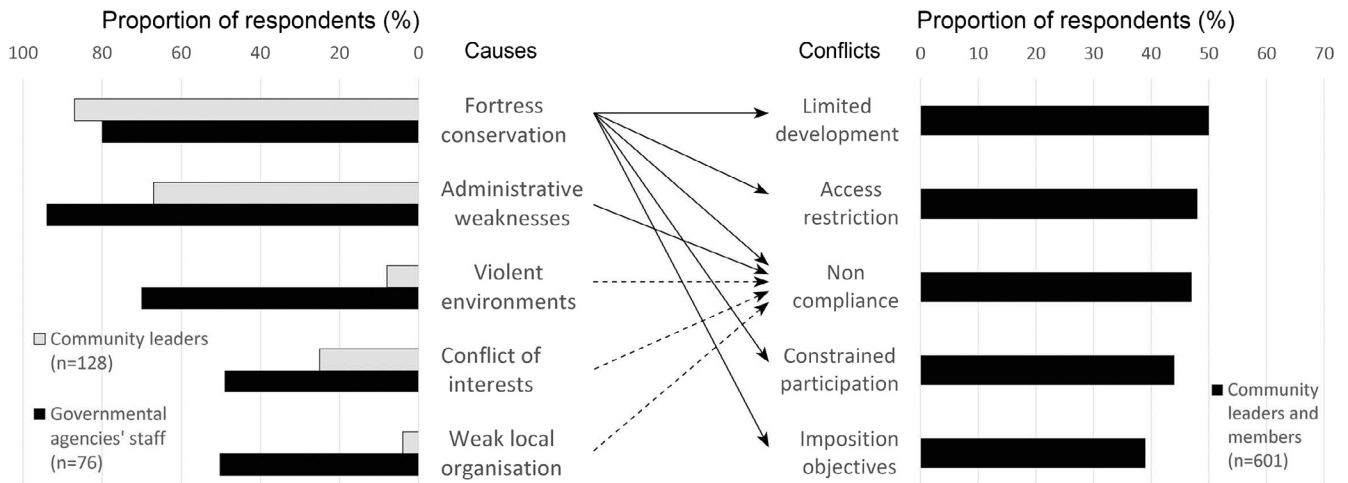 Proportion of respondents (%)
100 80 60 40 20 0
Causes
Fortress
conservation
Administrative
weaknesses
Violent
environments
Conflict of
interests
Weak local
organisation
Community leaders
(n=128)
Governmental
agencies' staff
(n=76)
Conflicts
Limited
development
Access
restriction
Non
compliance
Constrained
participation
Imposition
objectives
Proportion of respondents (%)
0 10 20 30 40 50 60 70
Community
leaders and
members
(n=601)